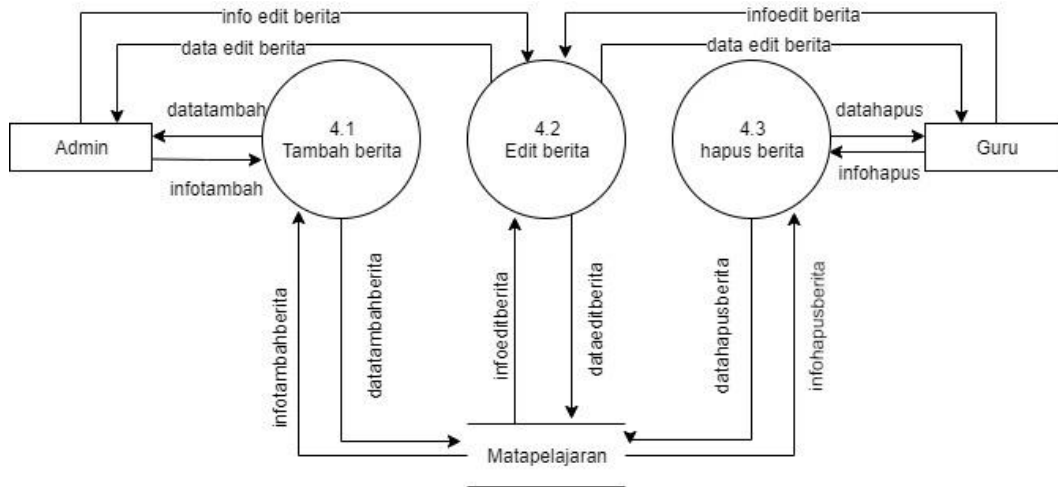 info edit berita
infoedit berita
data edit berita
data edit berita
datatambah
4.1
Tambah berita
4.2
Edit berita
4.3
hapus berita
datahapus
Admin
Guru
infotambah
infohapus
infotambahberita
datatambahberita
infoeditberita
dataeditberita
datahapusberita
infohapusberita
Matapelajaran